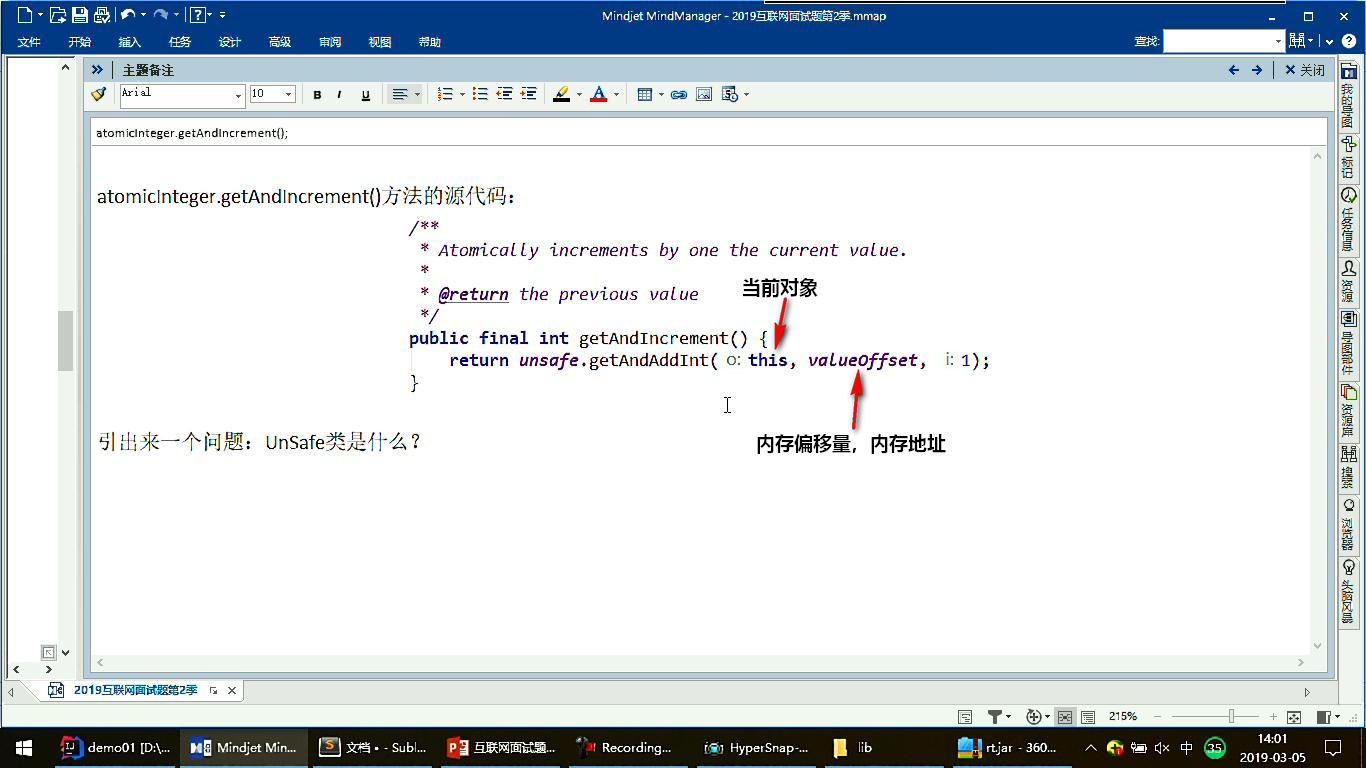 Mindjet MindManager - 2019互联网面试题第2季.mmap
文件 开始 插入 任务 设计 高级 审阅 视图 帮助
查找:
主题备注
关闭
Arial 10 B I U
atomicInteger.getAndIncrement();
atomicInteger.getAndIncrement()方法的源代码：
/**
* Atomically increments by one the current value.
*
* @return the previous value
*/
当前对象
public final int getAndIncrement() {
return unsafe.getAndAddInt( o: this, valueOffset, i: 1);
}
引出来一个问题：UnSafe类是什么？
内存偏移量，内存地址
我的导图
标记
任务信息
资源
导图部件
资源库
搜索
浏览器
头脑风暴
2019互联网面试题第2季
215%
demo01 [D:\...
Mindjet Min...
文档 • - Subl...
互联网面试题...
Recording...
HyperSnap-...
lib
rt.jar - 360...
中
35
14:01
2019-03-05